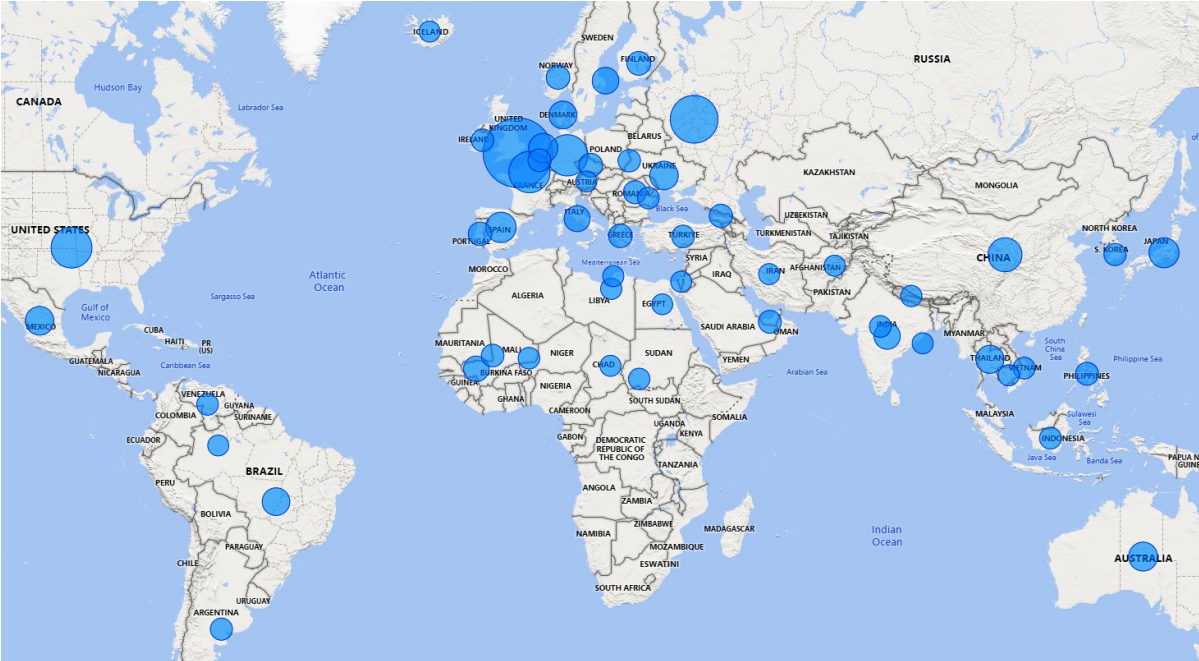 ICELAND
SWEDEN
FINLAND
NORWAY
RUSSIA
Hudson Bay
CANADA
Labrador Sea
DENMARK
UNITED
KINGDOM
IRELAND
BELARUS
POLAND
UKRAINE
KAZAKHSTAN
AUSTRIA
FRANCE
MONGOLIA
ROMANIA
Black Sea
ITALY
UZBEKISTAN
UNITED STATES
SPAIN
PORTUGAL
GREECE
TÜRKİYE
TURKMENISTAN
TAJIKISTAN
NORTH KOREA
S. KOREA
JAPAN
CHINA
Mediterranean Sea
SYRIA
IRAQ
IRAN
AFGHANISTAN
MOROCCO
Atlantic
Ocean
Sargasso Sea
ALGERIA
LIBYA
EGYPT
PAKISTAN
Gulf of
Mexico
MEXICO
CUBA
HAITI
PR
(US)
SAUDI ARABIA
OMAN
INDIA
MYANMAR
South
China
Sea
Philippine Sea
MAURITANIA
MALI
NIGER
CHAD
SUDAN
YEMEN
Arabian Sea
THAILAND
VIETNAM
PHILIPPINES
GUATEMALA
NICARAGUA
Caribbean Sea
GUINEA
BURKINA FASO
GHANA
NIGERIA
CAMEROON
SOUTH SUDAN
SOMALIA
VENEZUELA
GUYANA
SURINAME
COLOMBIA
MALAYSIA
Sulawesi
Sea
ECUADOR
GABON
DEMOCRATIC
REPUBLIC OF
THE CONGO
UGANDA
KENYA
INDONESIA
Java Sea
Banda Sea
PAPUA N
GUIN
BRAZIL
PERU
TANZANIA
ANGOLA
ZAMBIA
BOLIVIA
ZIMBABWE
MADAGASCAR
NAMIBIA
MOZAMBIQUE
Indian
Ocean
PARAGUAY
CHILE
ESWATINI
AUSTRALIA
SOUTH AFRICA
URUGUAY
ARGENTINA